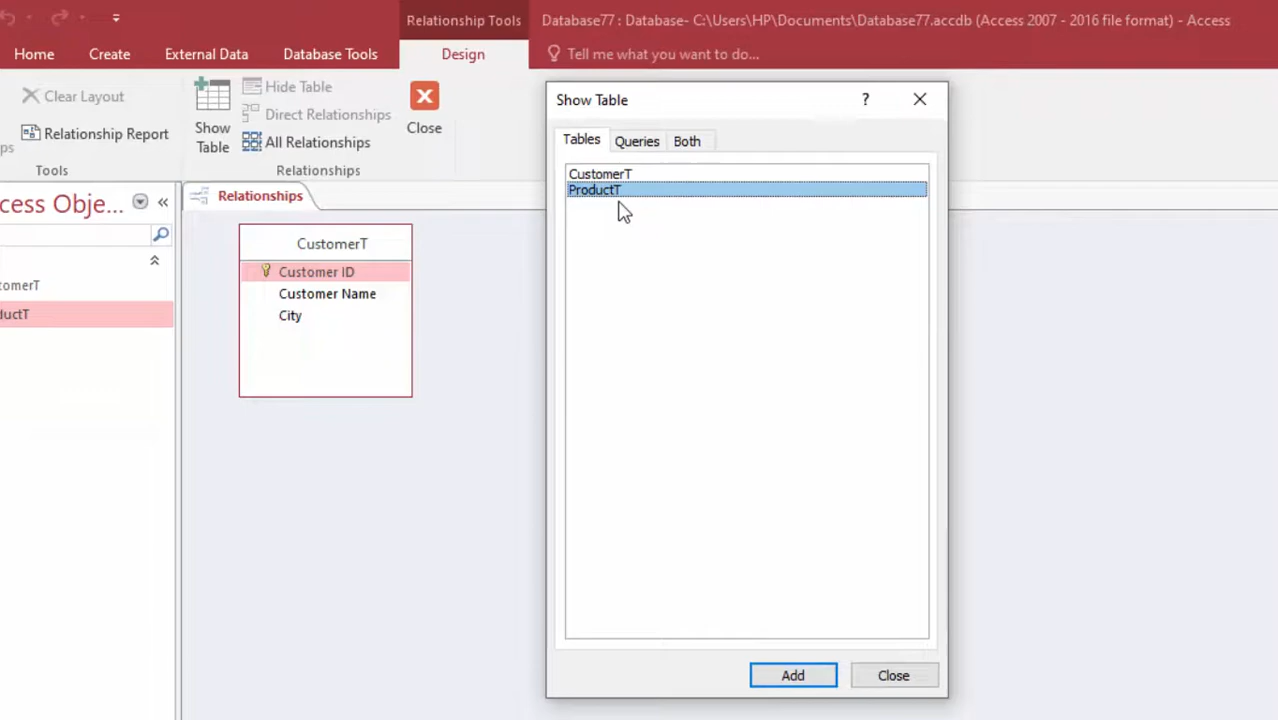 Relationship Tools
Database77 : Database- C:\Users\HP\Documents\Database77.accdb (Access 2007 - 2016 file format) - Access
Home
Create
External Data
Database Tools
Design
Tell me what you want to do...
Clear Layout
Relationship Report
ps
Tools
Show Table
Hide Table
Direct Relationships
All Relationships
Relationships
Close
cess Obje...
omerT
ductT
Relationships
CustomerT
Customer ID
Customer Name
City
Show Table
?
Tables
Queries
Both
CustomerT
ProductT
Add
Close